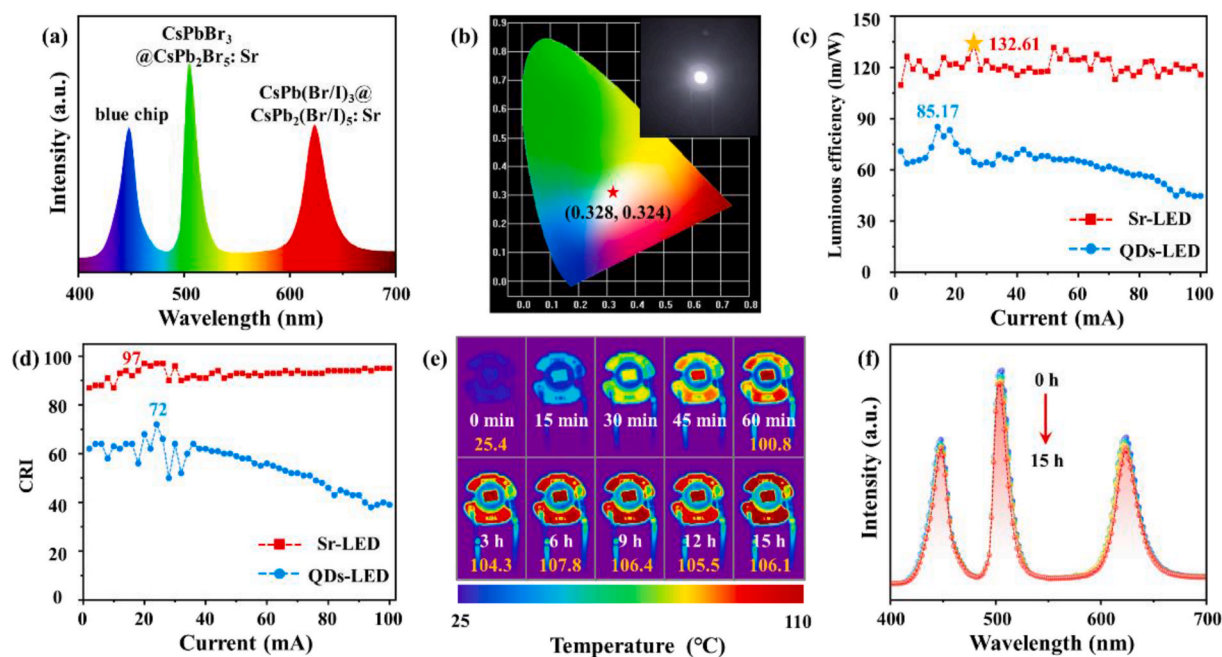 (a)
CsPbBr3
@CsPb2Br5: Sr
blue chip
CsPb(Br/I)3@
CsPb2(Br/I)5: Sr
Intensity (a.u.)
400 500 600 700
Wavelength (nm)
(b)
0.9
0.8
0.7
0.6
0.5
0.4
0.3
0.2
0.1
0.0
(0.328, 0.324)
0.0 0.1 0.2 0.3 0.4 0.5 0.6 0.7 0.8
(c)
Luminous efficiency (lm/W)
150
120
90
60
30
0
132.61
85.17
Sr-LED
QDs-LED
0 20 40 60 80 100
Current (mA)
(d)
CRI
100
80
60
40
20
0
97
72
Sr-LED
QDs-LED
0 20 40 60 80 100
Current (mA)
(e)
0 min 15 min 30 min 45 min 60 min
25.4 100.8
3 h 6 h 9 h 12 h 15 h
104.3 107.8 106.4 105.5 106.1
25 110
Temperature (°C)
(f)
0 h
15 h
Intensity (a.u.)
400 500 600 700
Wavelength (nm)